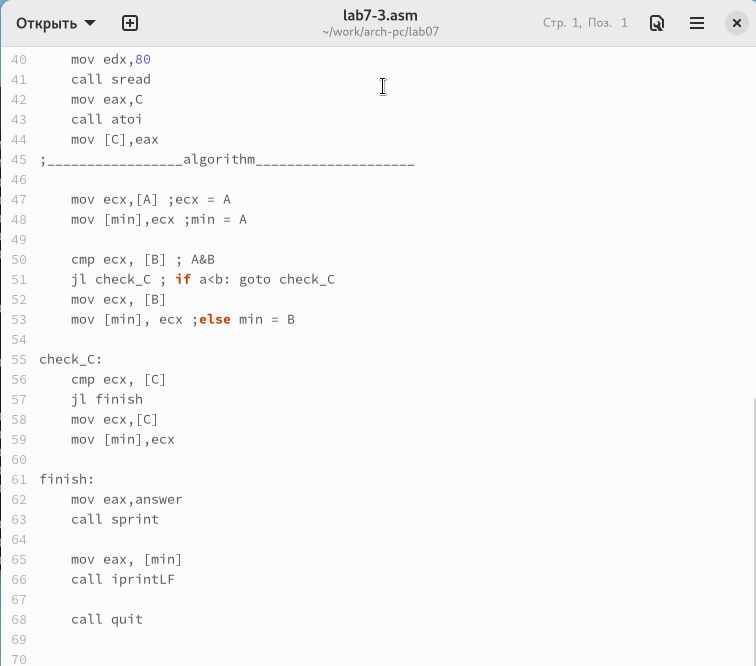 Открыть
lab7-3.asm
~/work/arch-pc/lab07
Стр. 1, Поз. 1
40 mov edx,80
41 call sread
42 mov eax,C
43 call atoi
44 mov [C],eax
45 ;_________________algorithm____________________
46
47 mov ecx,[A] ;ecx = A
48 mov [min],ecx ;min = A
49
50 cmp ecx, [B] ; A&B
51 jl check_C ; if a<b: goto check_C
52 mov ecx, [B]
53 mov [min], ecx ;else min = B
54
55 check_C:
56 cmp ecx, [C]
57 jl finish
58 mov ecx,[C]
59 mov [min],ecx
60
61 finish:
62 mov eax,answer
63 call sprint
64
65 mov eax, [min]
66 call iprintLF
67
68 call quit
69
70